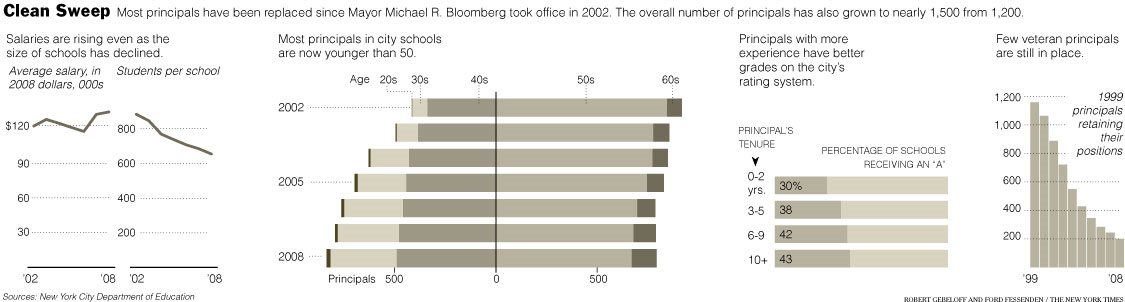 Clean Sweep Most principals have been replaced since Mayor Michael R. Bloomberg took office in 2002. The overall number of principals has also grown to nearly 1,500 from 1,200.
Salaries are rising even as the
size of schools has declined.
Average salary, in
2008 dollars, 000s
$120
90
60
30
'02
'08
Students per school
800
600
400
200
'02
'08
Most principals in city schools
are now younger than 50.
Age 20s 30s 40s 50s 60s
2002
2005
2008
Principals 500 0 500
Principals with more
experience have better
grades on the city's
rating system.
PRINCIPAL'S
TENURE
PERCENTAGE OF SCHOOLS
RECEIVING AN "A"
0-2
yrs.
30%
3-5 38
6-9 42
10+ 43
Few veteran principals
are still in place.
1,200
1,000
800
600
400
200
1999
principals
retaining
their
positions
'99
'08
Sources: New York City Department of Education
ROBERT GEBELOFF AND FORD FESSENDEN / THE NEW YORK TIMES